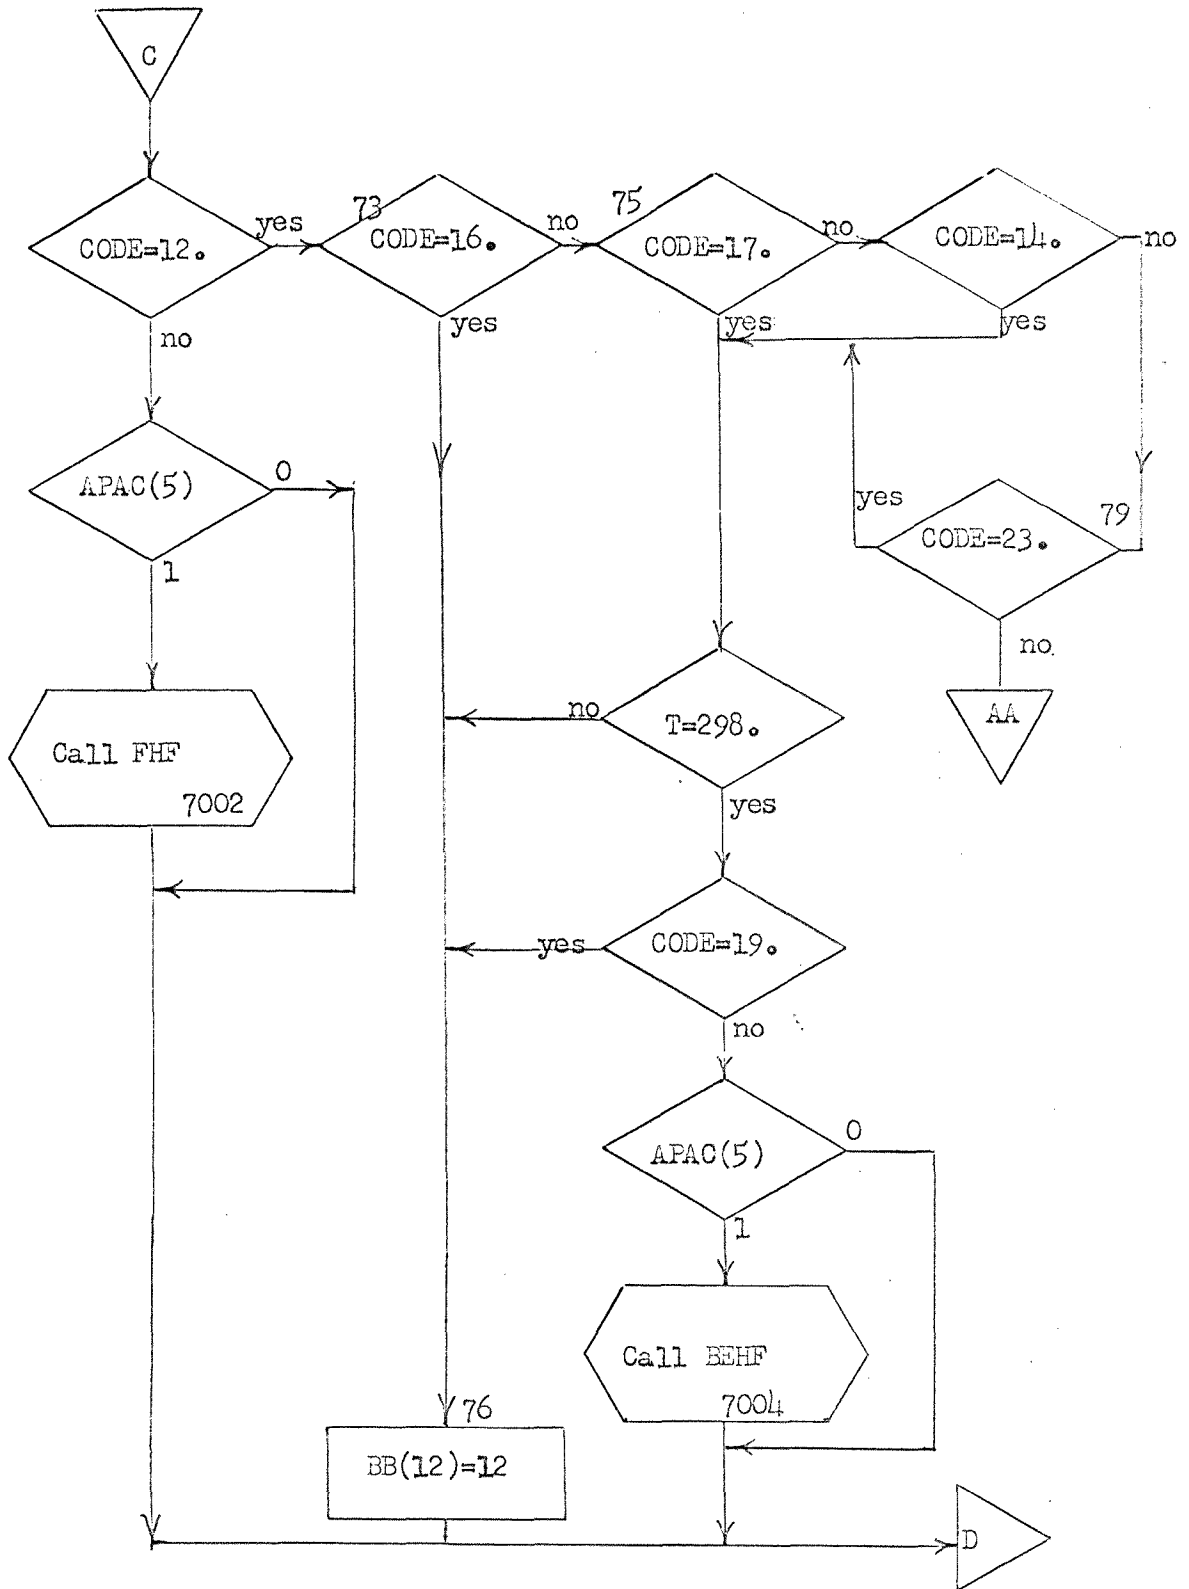 C
73
75
CODE=12.
yes
CODE=16.
no
CODE=17.
no
CODE=14.
no
no
yes
yes
yes
APAC(5)
0
1
yes
CODE=23.
79
no
AA
Call FHF
7002
no
T=298.
yes
yes
CODE=19.
no
APAC(5)
0
1
Call BEHF
7004
76
BB(12)=12
D